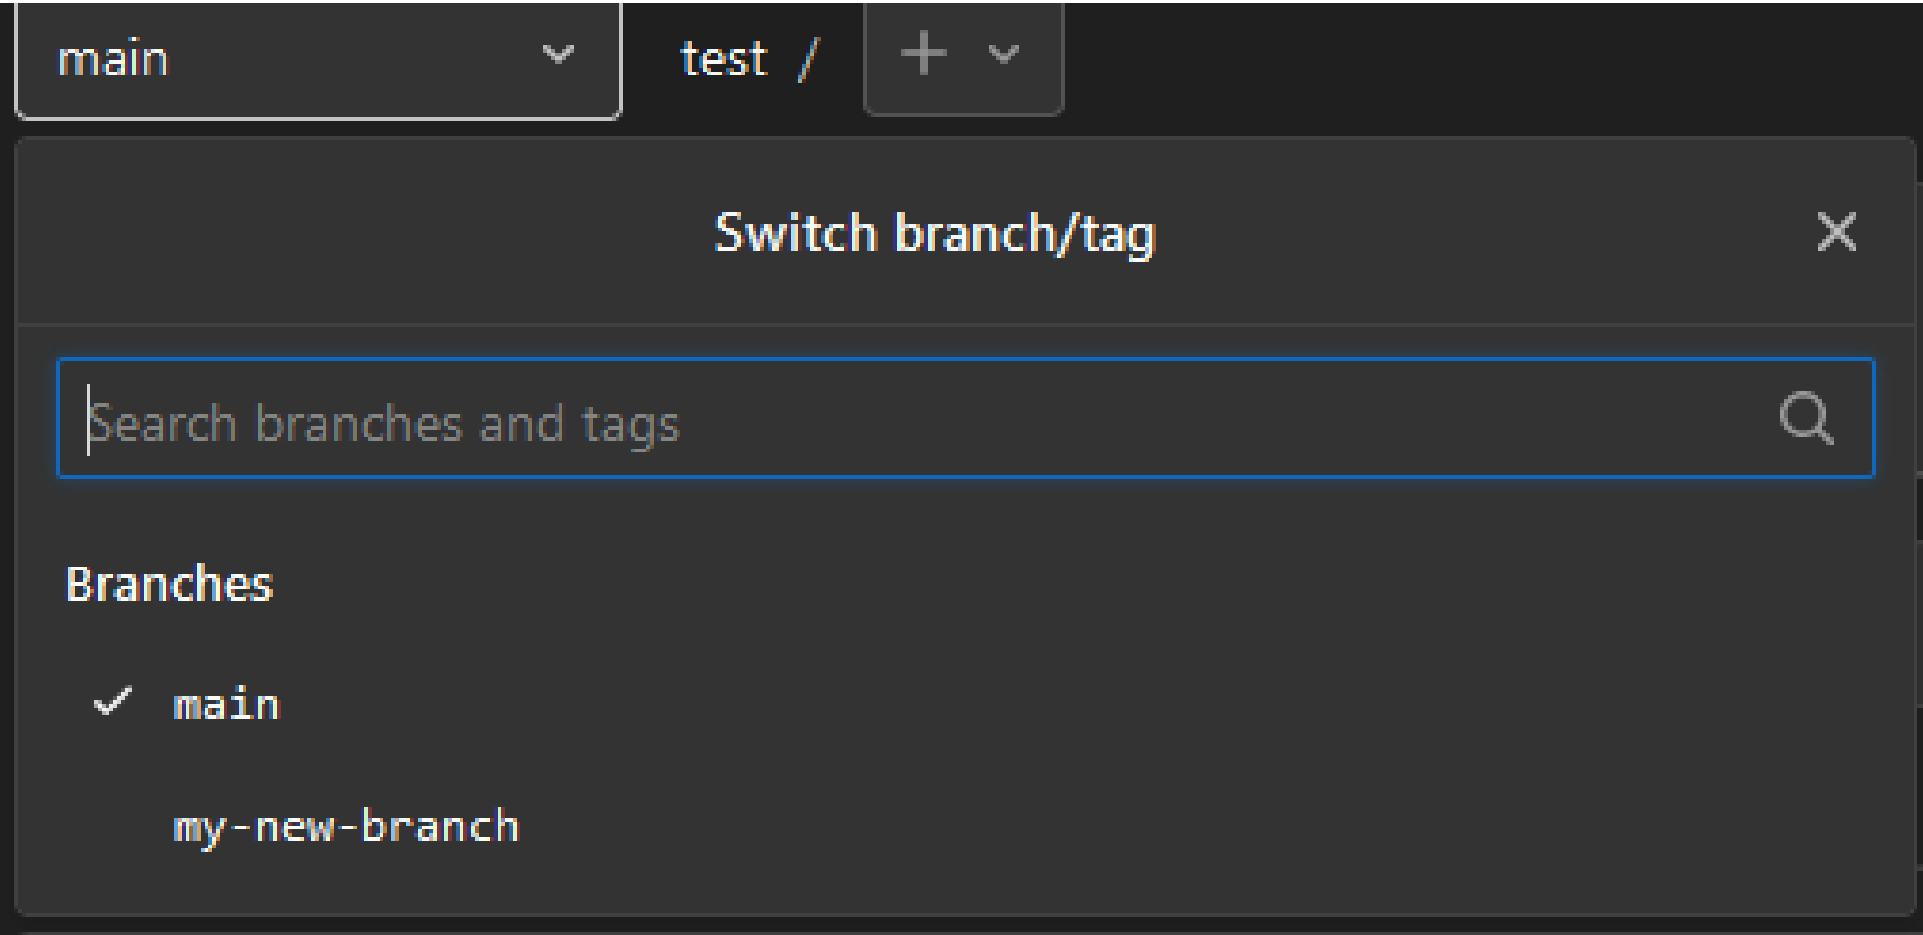 main test /
Switch branch/tag
Search branches and tags
Branches
main
my-new-branch